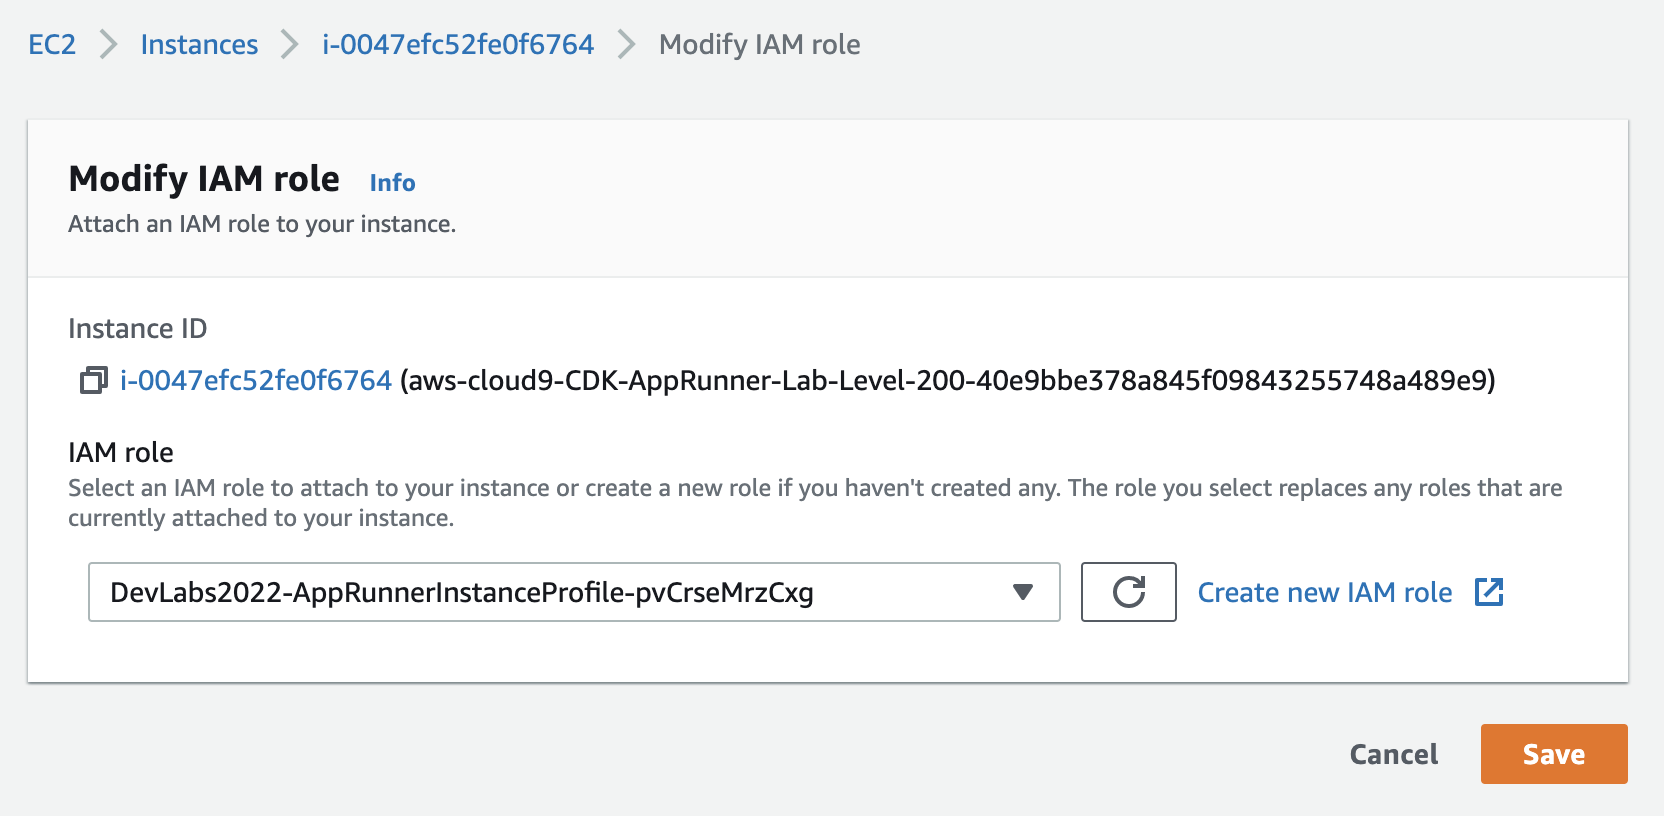 EC2 Instances i-0047efc52fe0f6764 Modify IAM role
Modify IAM role Info
Attach an IAM role to your instance.
Instance ID
i-0047efc52fe0f6764 (aws-cloud9-CDK-AppRunner-Lab-Level-200-40e9bbe378a845f09843255748a489e9)
IAM role
Select an IAM role to attach to your instance or create a new role if you haven't created any. The role you select replaces any roles that are
currently attached to your instance.
DevLabs2022-AppRunnerInstanceProfile-pvCrseMrzCxg Create new IAM role
Cancel Save